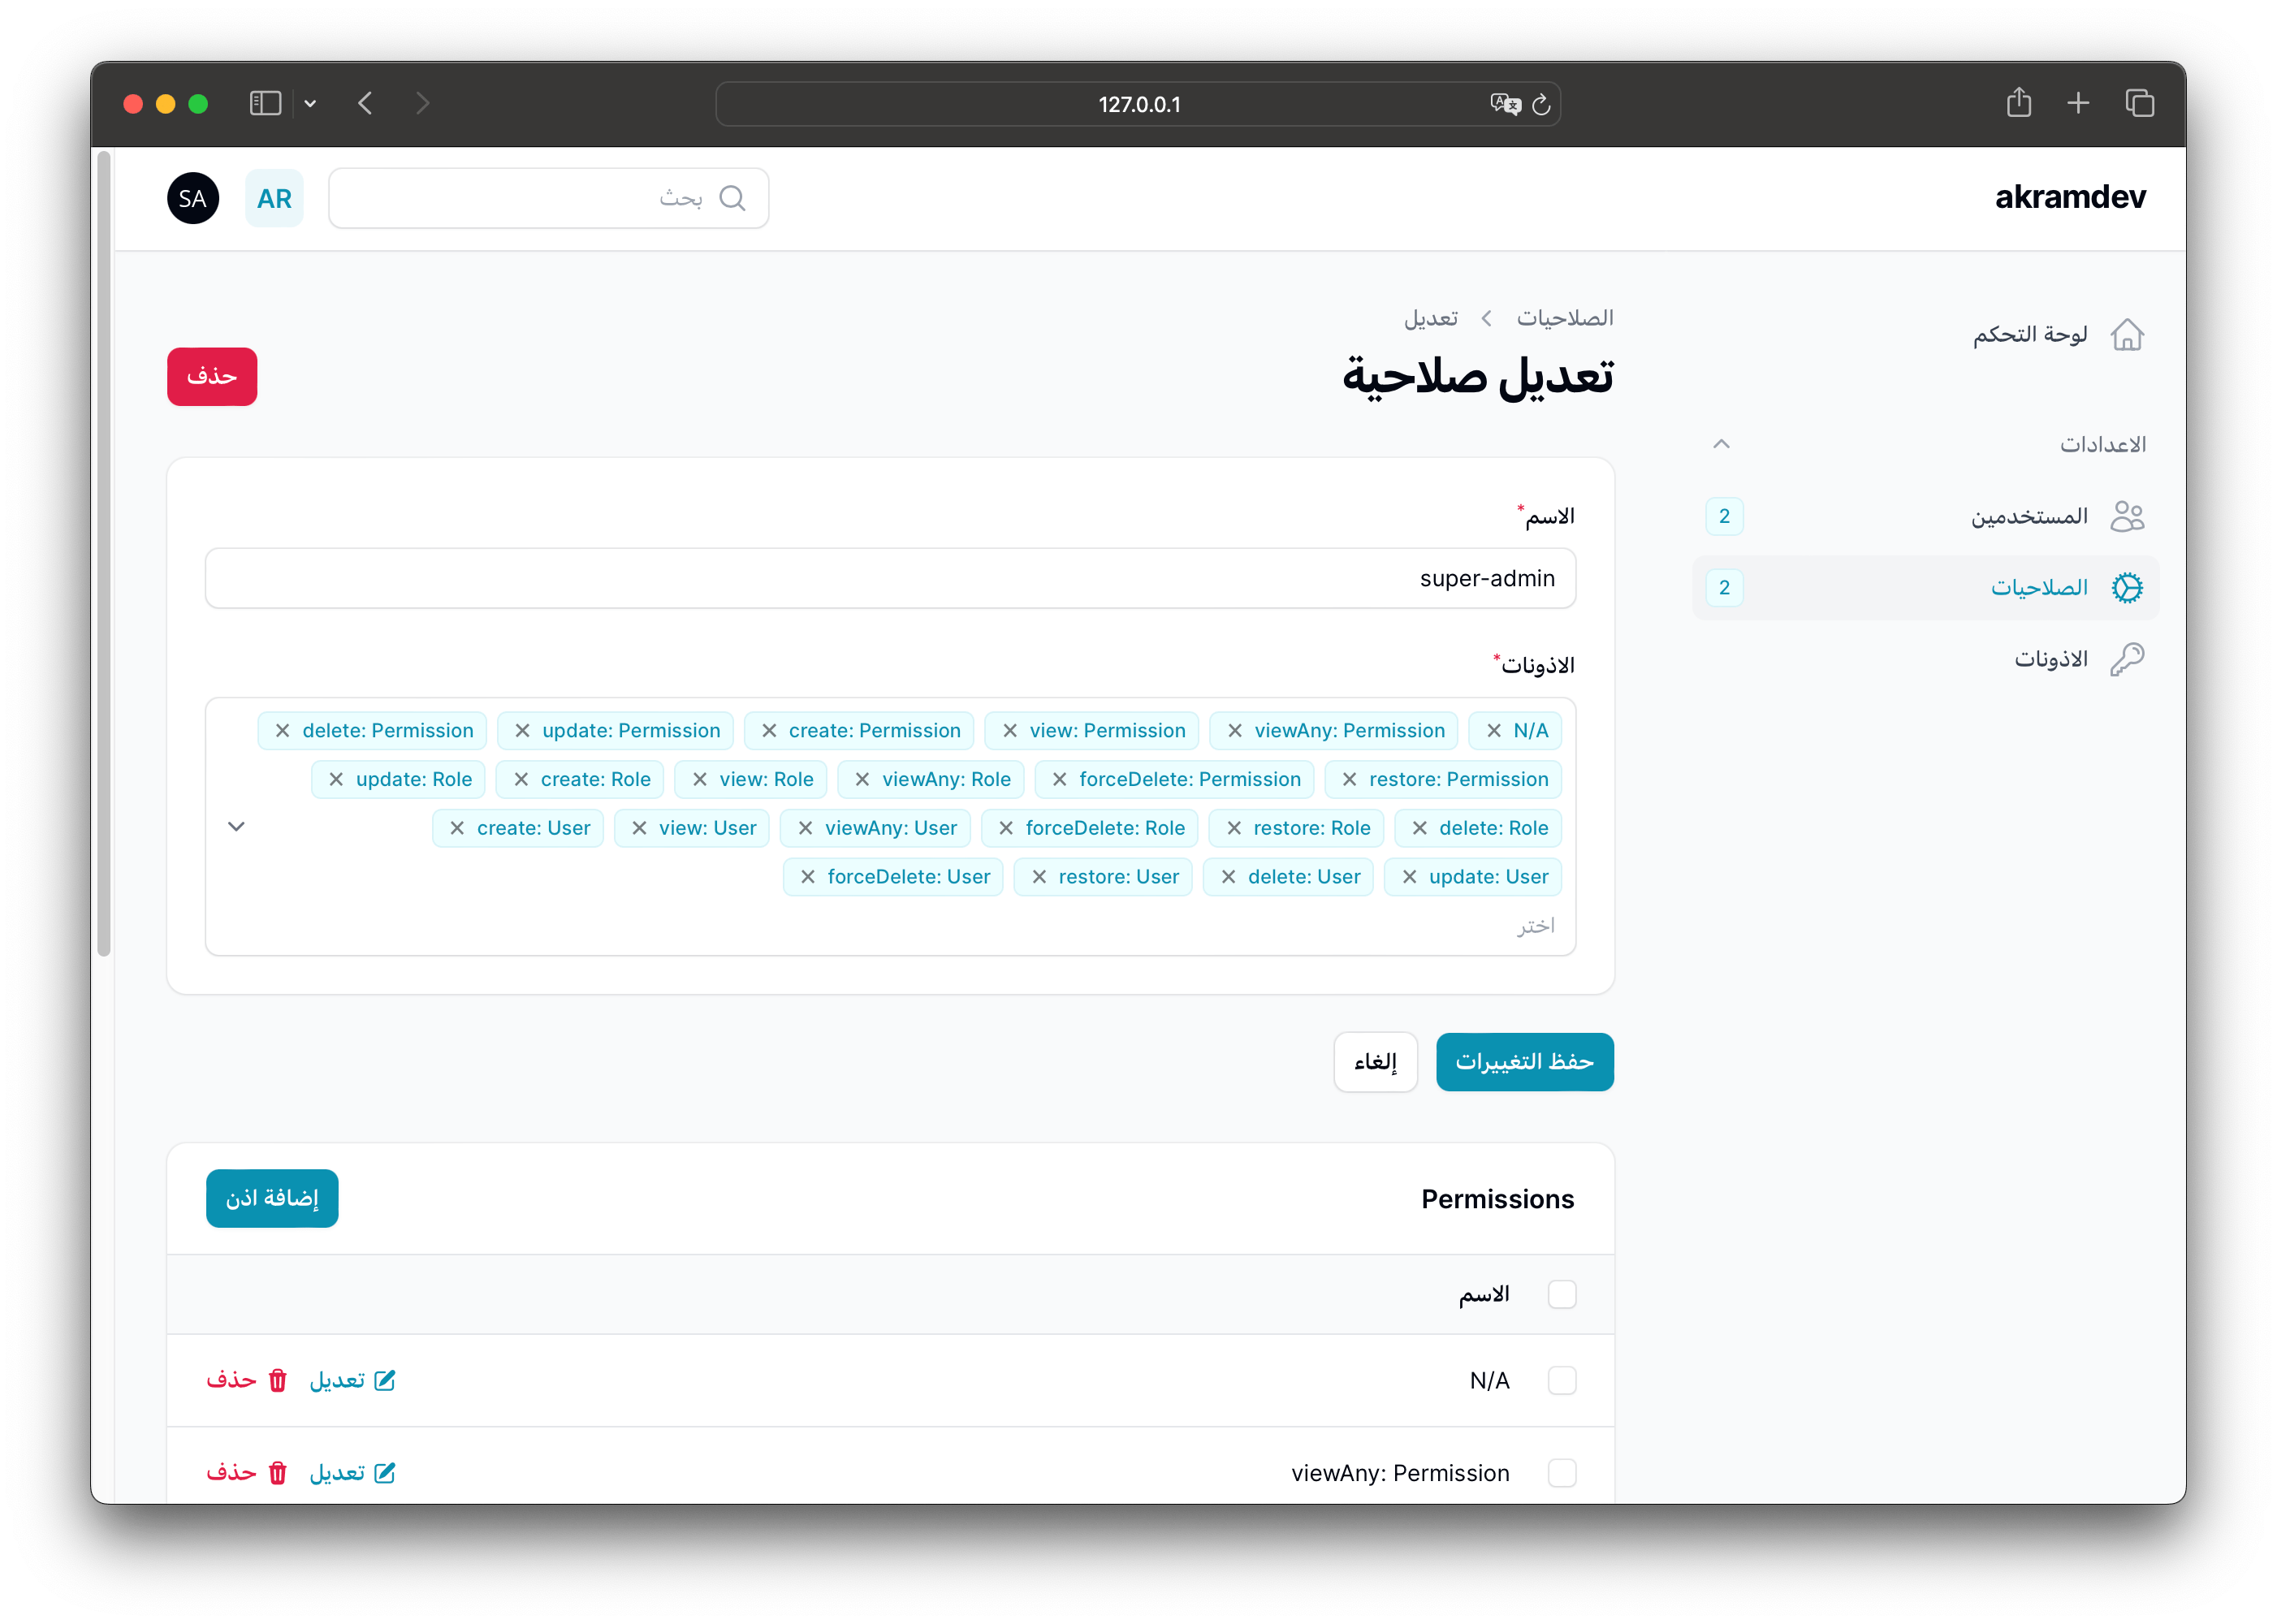 127.0.0.1
akramdev
بحث
AR
SA
لوحة التحكم
الاعدادات
المستخدمين
2
الصلاحيات
2
الاذونات
الصلاحيات
تعديل
تعديل صلاحية
حذف
الاسم*
super-admin
الاذونات*
N/A
viewAny: Permission
view: Permission
create: Permission
update: Permission
delete: Permission
restore: Permission
forceDelete: Permission
viewAny: Role
view: Role
create: Role
update: Role
delete: Role
restore: Role
forceDelete: Role
viewAny: User
view: User
create: User
update: User
delete: User
restore: User
forceDelete: User
اختر
حفظ التغييرات
إلغاء
Permissions
إضافة اذن
الاسم
N/A
تعديل
حذف
viewAny: Permission
تعديل
حذف